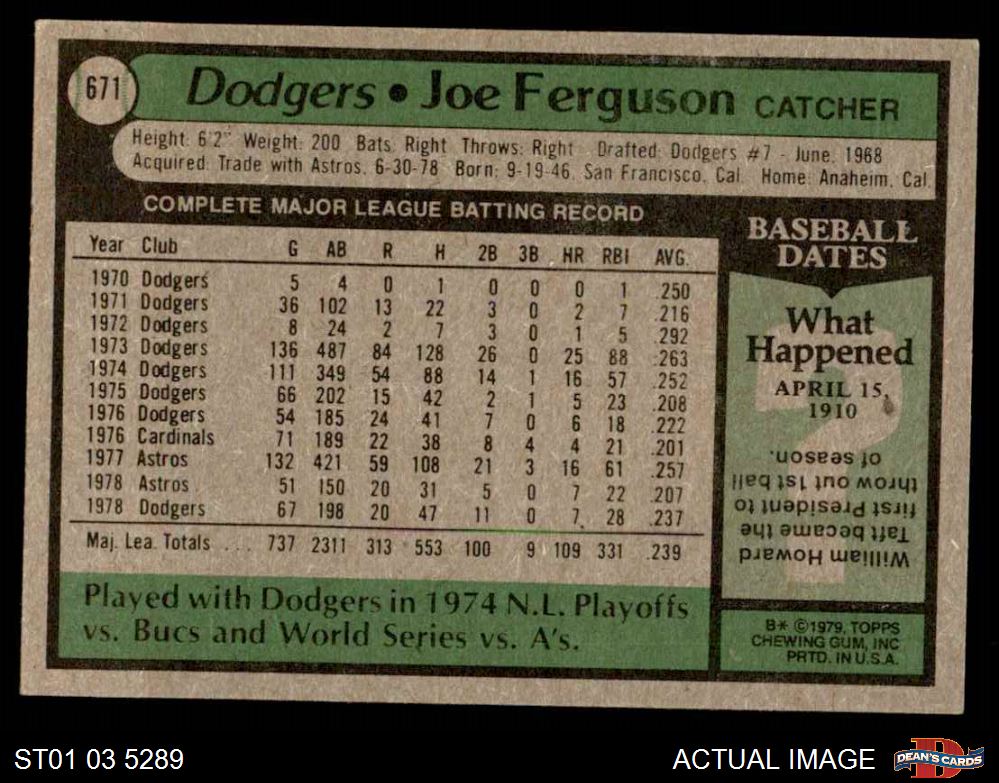 671
Dodgers • Joe Ferguson CATCHER
Height: 6'2" Weight: 200 Bats: Right Throws: Right Drafted: Dodgers #7 - June, 1968
Acquired: Trade with Astros, 6-30-78 Born: 9-19-46, San Francisco, Cal. Home: Anaheim, Cal.
COMPLETE MAJOR LEAGUE BATTING RECORD
Year Club G AB R H 2B 3B HR RBI AVG.
1970 Dodgers 5 4 0 1 0 0 0 1 .250
1971 Dodgers 36 102 13 22 3 0 2 7 .216
1972 Dodgers 8 24 2 7 3 0 1 5 .292
1973 Dodgers 136 487 84 128 26 0 25 88 .263
1974 Dodgers 111 349 54 88 14 1 16 57 .252
1975 Dodgers 66 202 15 42 2 1 5 23 .208
1976 Dodgers 54 185 24 41 7 0 6 18 .222
1976 Cardinals 71 189 22 38 8 4 4 21 .201
1977 Astros 132 421 59 108 21 3 16 61 .257
1978 Astros 51 150 20 31 5 0 7 22 .207
1978 Dodgers 67 198 20 47 11 0 7 28 .237
Maj. Lea. Totals ... 737 2311 313 553 100 9 109 331 .239
Played with Dodgers in 1974 N.L. Playoffs
vs. Bucs and World Series vs. A's.
BASEBALL
DATES
What
Happened
APRIL 15,
1910
William Howard
Taft became the
first President to
throw out 1st ball
of season.
B* ©1979, TOPPS
CHEWING GUM, INC
PRTD. IN U.S.A.
ST01 03 5289
ACTUAL IMAGE
D
DEAN'S CARDS